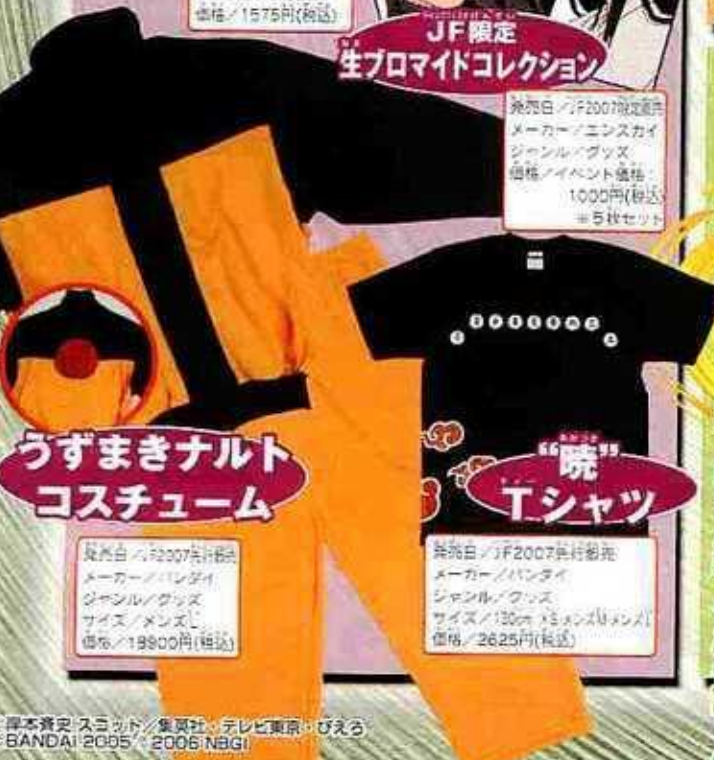 価格／1575円(税込)
JF限定
生ブロマイドコレクション
発売日／JF2007限定販売
メーカー／エンスカイ
ジャンル／グッズ
価格／イベント価格：
1000円(税込)
※5枚セット
うずまきナルト
コスチューム
発売日／JF2007先行販売
メーカー／バンダイ
ジャンル／グッズ
サイズ／メンズL
価格／18900円(税込)
“暁”
Tシャツ
発売日／JF2007先行販売
メーカー／バンダイ
ジャンル／グッズ
サイズ／130cm
価格／2625円(税込)
岸本斉史 スコット／集英社・テレビ東京・ぴえろ
BANDAI 2005 2006 NBGI